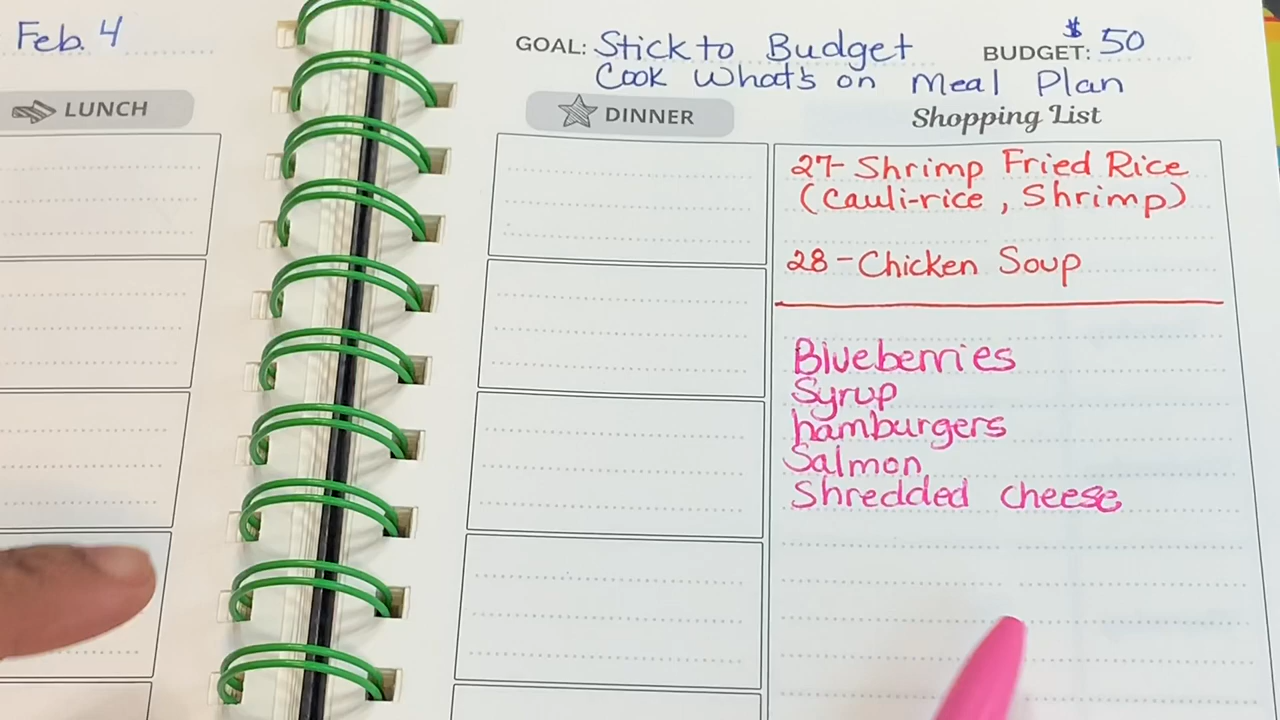 Feb. 4
LUNCH
GOAL: Stick to Budget
Cook What's on Meal Plan
BUDGET: $50
DINNER
Shopping List
27- Shrimp Fried Rice
(Cauli-rice, Shrimp)
28 - Chicken Soup
Blueberries
Syrup
hamburgers
Salmon
Shredded cheese